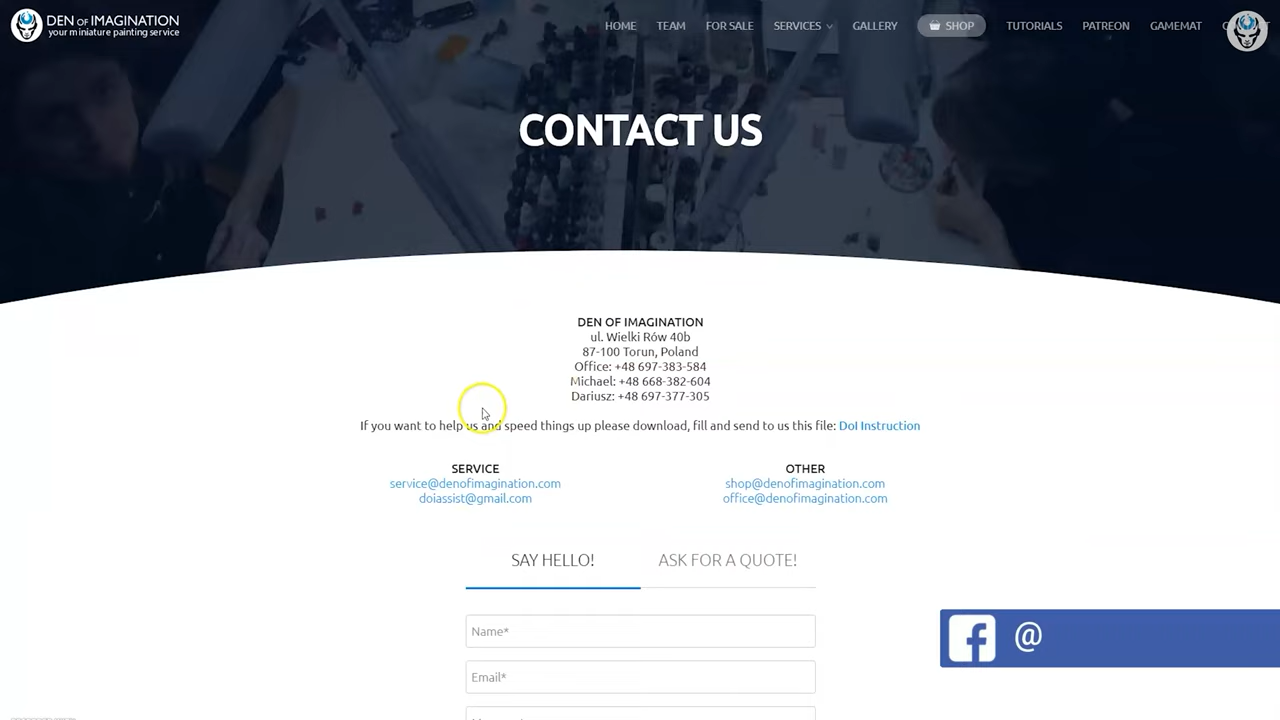 DEN OF IMAGINATION
your miniature painting service
HOME TEAM FOR SALE SERVICES GALLERY SHOP TUTORIALS PATREON GAMEMAT
CONTACT US
DEN OF IMAGINATION
ul. Wielki Rów 40b
87-100 Torun, Poland
Office: +48 697-383-584
Michael: +48 668-382-604
Dariusz: +48 697-377-305
If you want to help us and speed things up please download, fill and send to us this file: DoI Instruction
SERVICE
service@denofimagination.com
doiassist@gmail.com
OTHER
shop@denofimagination.com
office@denofimagination.com
SAY HELLO! ASK FOR A QUOTE!
Name*
Email*
@